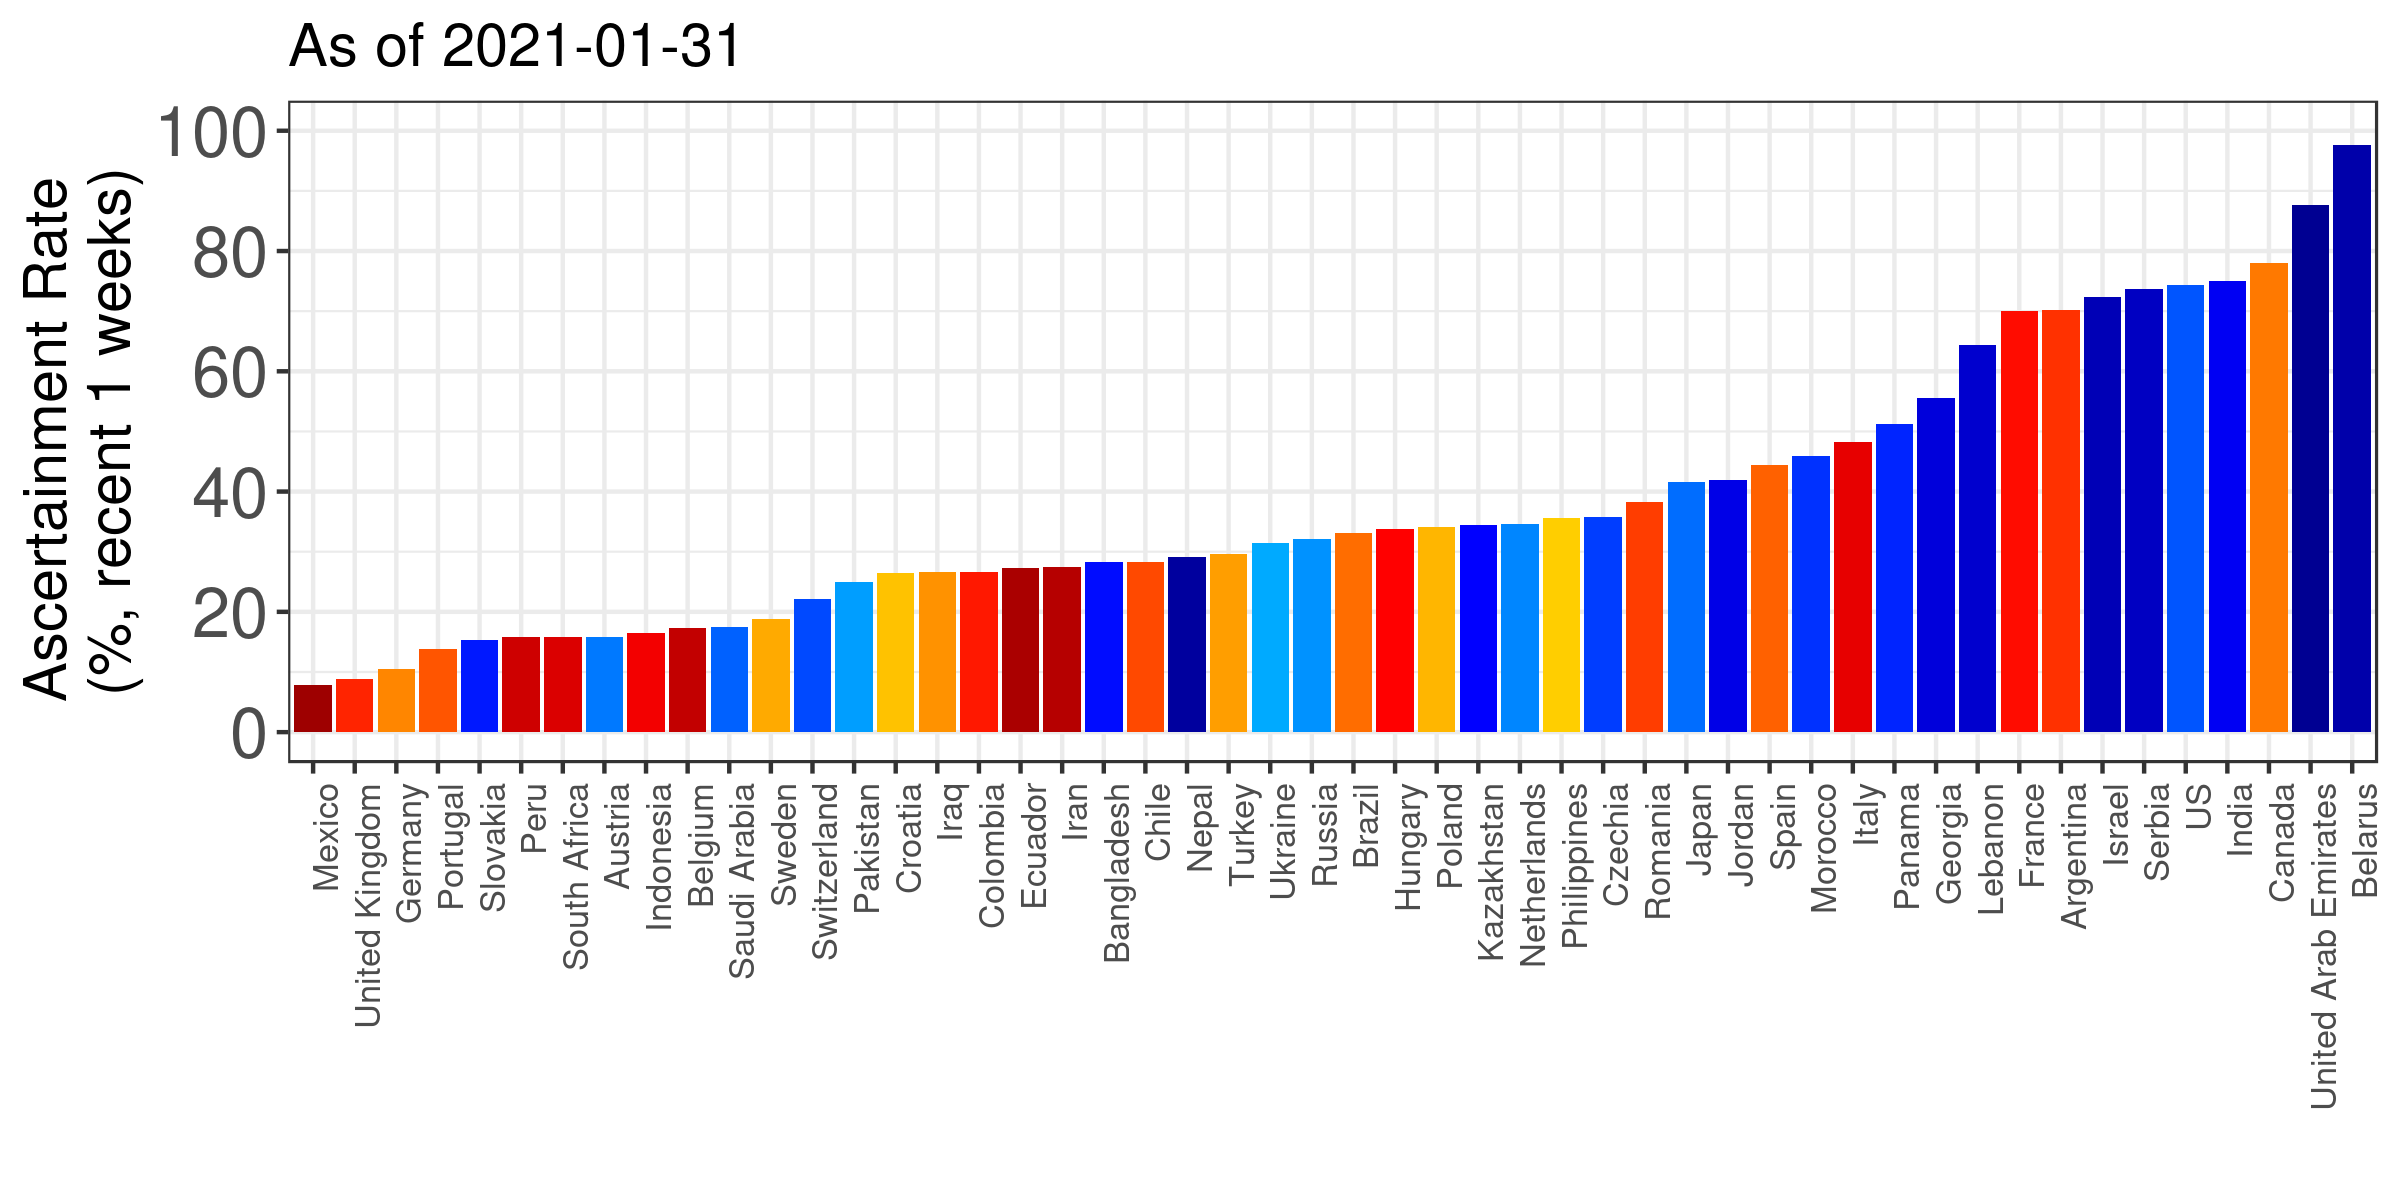 As of 2021-01-31
Ascertainment Rate
(%, recent 1 weeks)
100
80
60
40
20
0
Mexico
United Kingdom
Germany
Portugal
Slovakia
Peru
South Africa
Austria
Indonesia
Belgium
Saudi Arabia
Sweden
Switzerland
Pakistan
Croatia
Iraq
Colombia
Ecuador
Iran
Bangladesh
Chile
Nepal
Turkey
Ukraine
Russia
Brazil
Hungary
Poland
Kazakhstan
Netherlands
Philippines
Czechia
Romania
Japan
Jordan
Spain
Morocco
Italy
Panama
Georgia
Lebanon
France
Argentina
Israel
Serbia
US
India
Canada
United Arab Emirates
Belarus